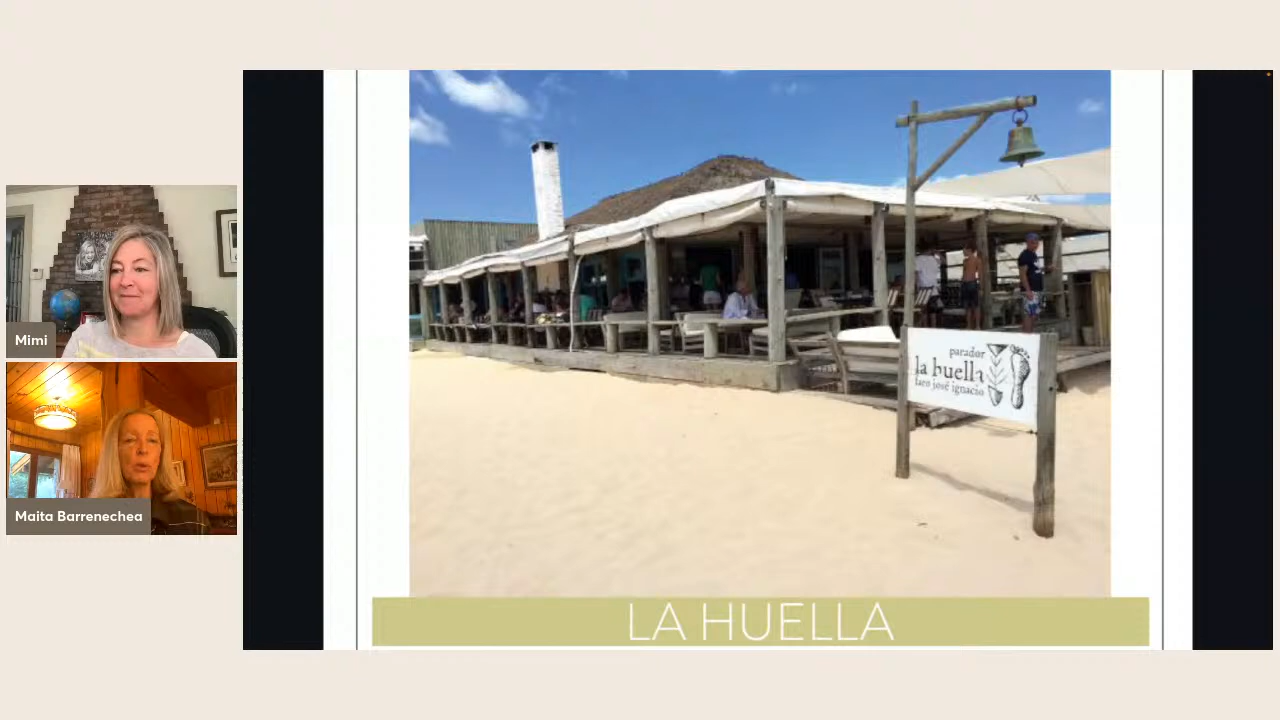 Mimi
Maita Barrenechea
parador
la huella
faro josé ignacio
LA HUELLA